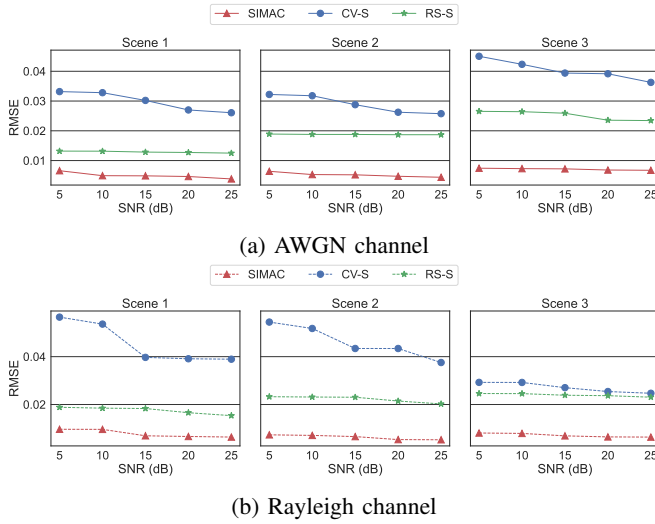 SIMAC CV-S RS-S
Scene 1 Scene 2 Scene 3
RMSE
0.04
0.03
0.02
0.01
5 10 15 20 25 5 10 15 20 25 5 10 15 20 25
SNR (dB) SNR (dB) SNR (dB)
(a) AWGN channel
SIMAC CV-S RS-S
Scene 1 Scene 2 Scene 3
RMSE
0.04
0.02
5 10 15 20 25 5 10 15 20 25 5 10 15 20 25
SNR (dB) SNR (dB) SNR (dB)
(b) Rayleigh channel